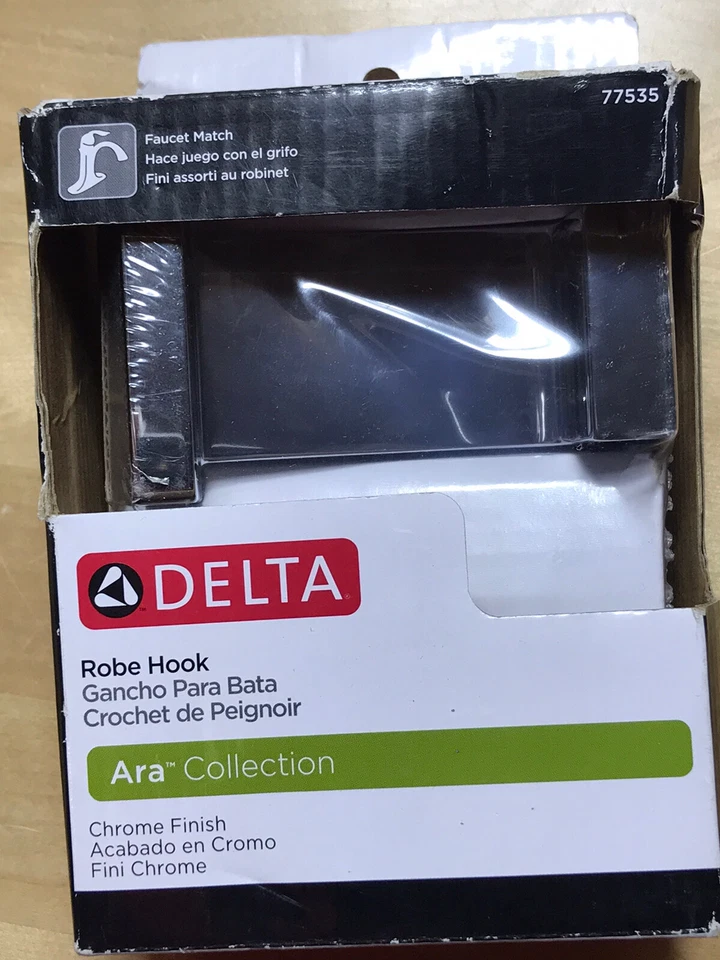 77535
Faucet Match
Hace juego con el grifo
Fini assorti au robinet
DELTA
Robe Hook
Gancho Para Bata
Crochet de Peignoir
Ara™ Collection
Chrome Finish
Acabado en Cromo
Fini Chrome